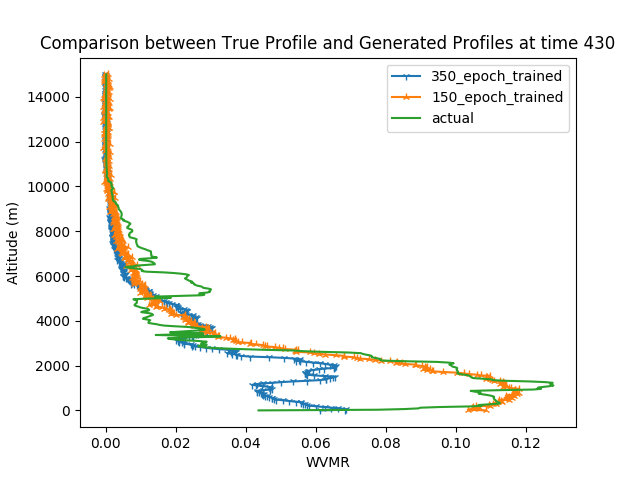 Comparison between True Profile and Generated Profiles at time 430
350_epoch_trained
150_epoch_trained
actual
14000
12000
10000
8000
6000
4000
2000
0
Altitude (m)
0.00 0.02 0.04 0.06 0.08 0.10 0.12
WVMR